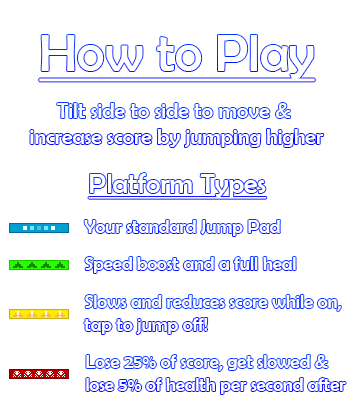 How to Play
Tilt side to side to move &
increase score by jumping higher
Platform Types
Your standard Jump Pad
Speed boost and a full heal
Slows and reduces score while on,
tap to jump off!
Lose 25% of score, get slowed &
lose 5% of health per second after